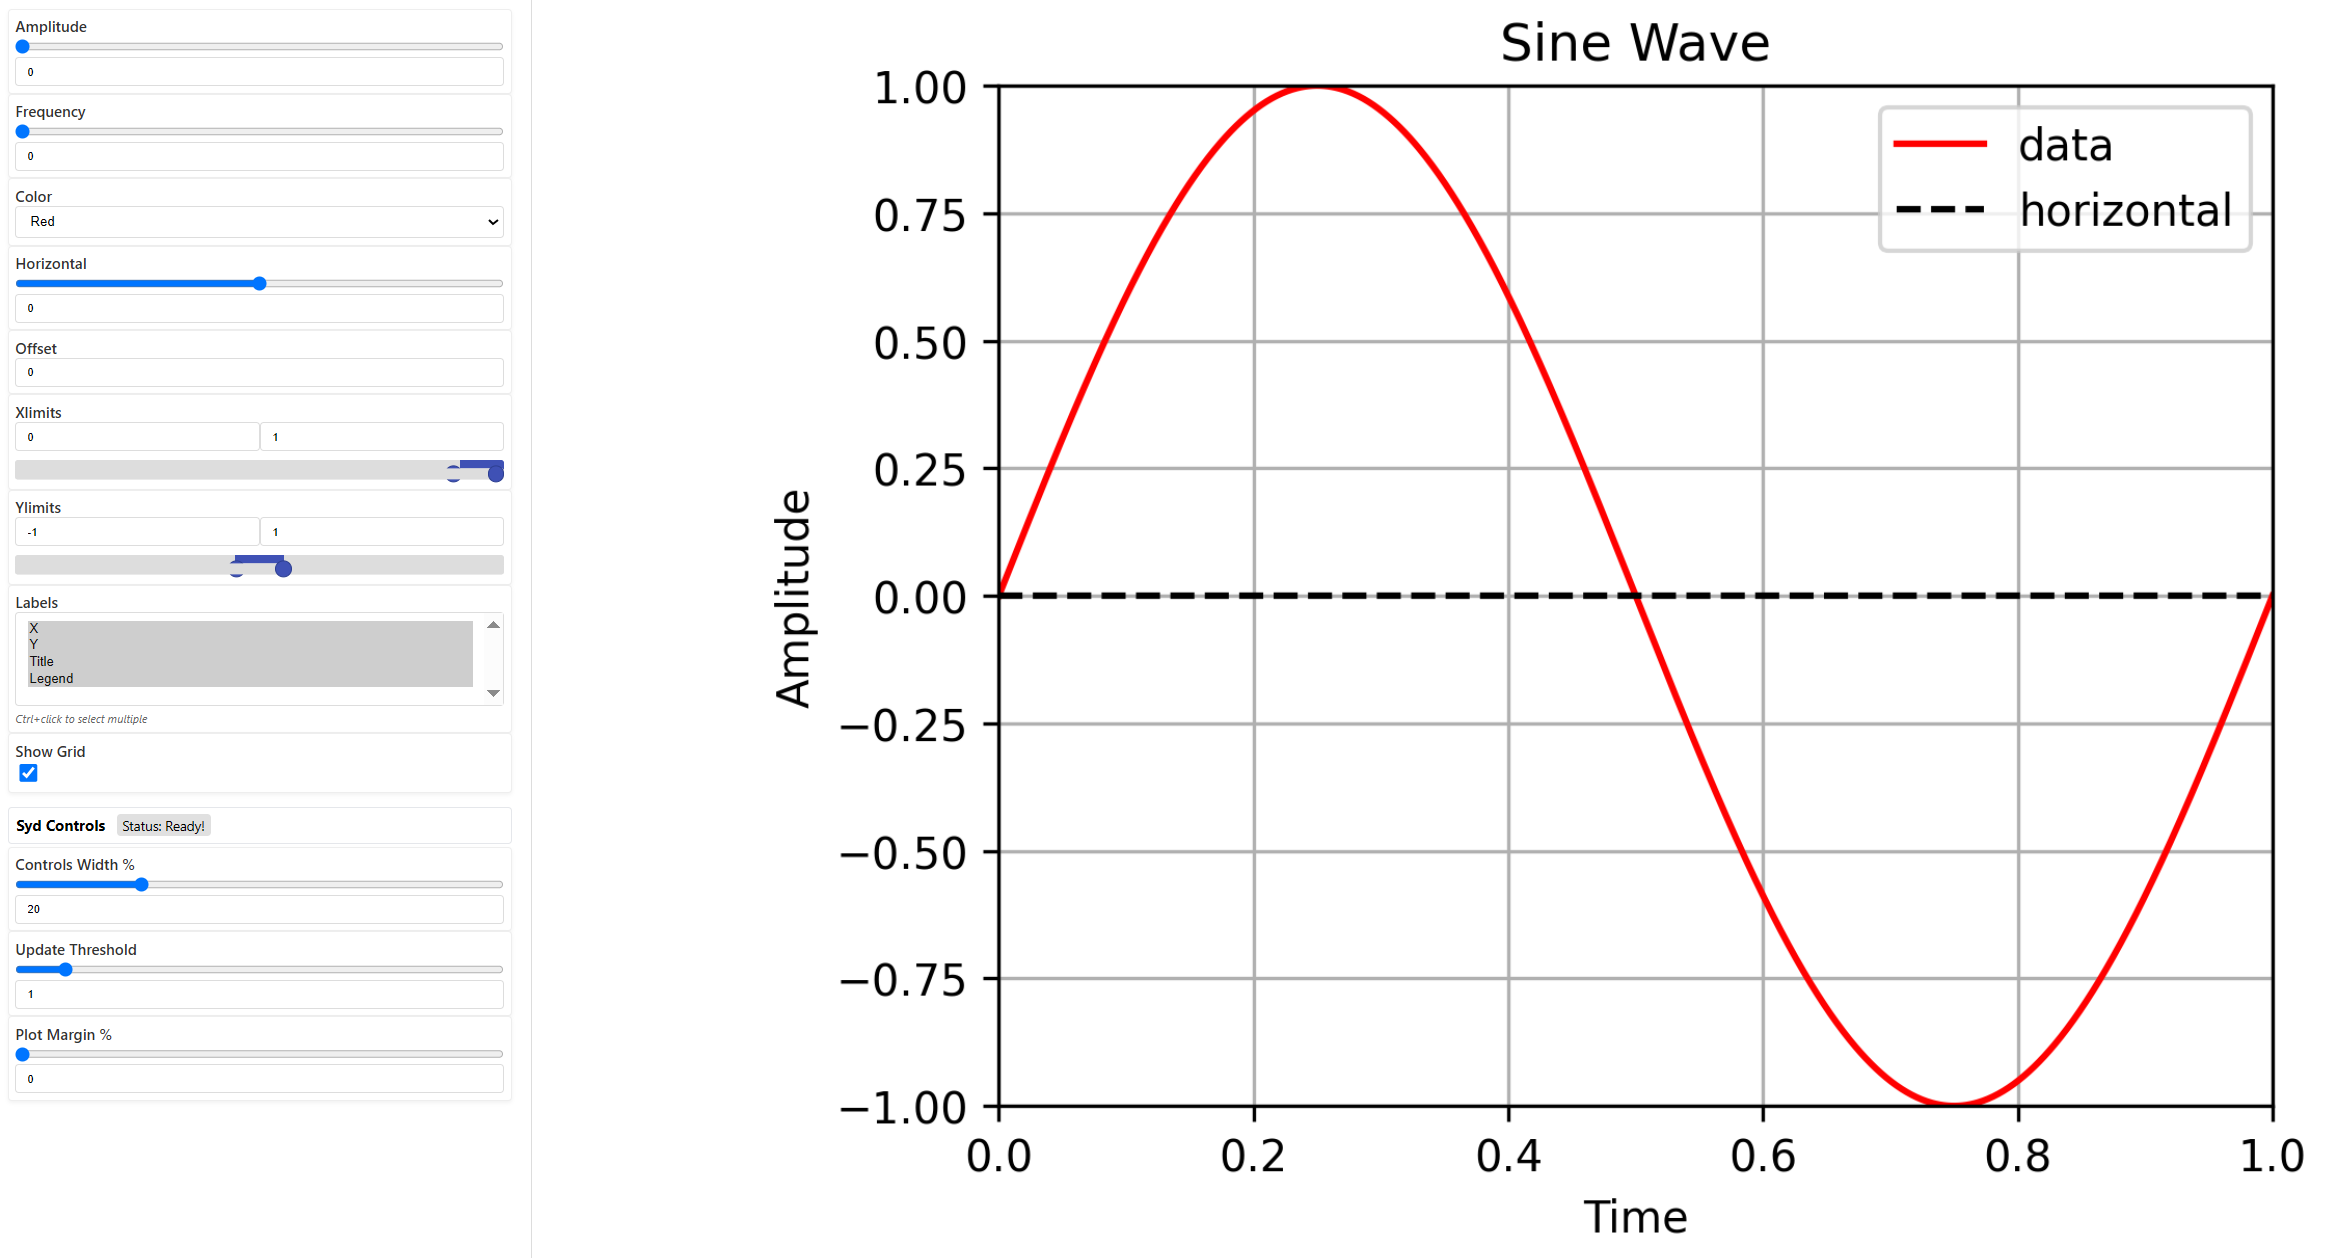 Amplitude
0
Frequency
0
Color
Red
Horizontal
0
Offset
0
Xlimits
0 1
Ylimits
-1 1
Labels
X
Y
Title
Legend
Ctrl+click to select multiple
Show Grid
Syd Controls Status: Ready!
Controls Width %
20
Update Threshold
1
Plot Margin %
0
Sine Wave
data
horizontal
1.00
0.75
0.50
0.25
0.00
−0.25
−0.50
−0.75
−1.00
Amplitude
0.0 0.2 0.4 0.6 0.8 1.0
Time